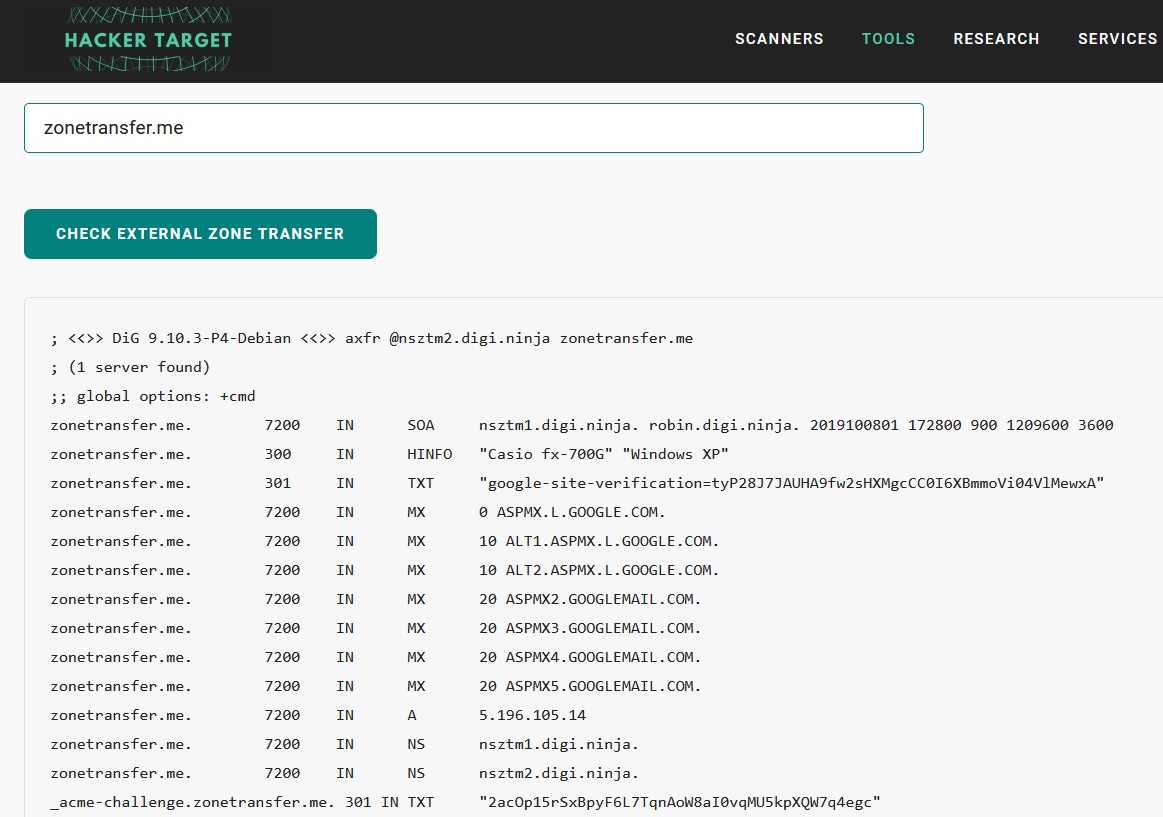 HACKER TARGET
SCANNERS TOOLS RESEARCH SERVICES
zonetransfer.me
CHECK EXTERNAL ZONE TRANSFER
; <<>> DiG 9.10.3-P4-Debian <<>> axfr @nsztm2.digi.ninja zonetransfer.me
; (1 server found)
;; global options: +cmd
zonetransfer.me. 7200 IN SOA nsztm1.digi.ninja. robin.digi.ninja. 2019100801 172800 900 1209600 3600
zonetransfer.me. 300 IN HINFO "Casio fx-700G" "Windows XP"
zonetransfer.me. 301 IN TXT "google-site-verification=tyP28J7JAUHA9fw2sHXMgcCC0I6XBmmoVi04VlMewxA"
zonetransfer.me. 7200 IN MX 0 ASPMX.L.GOOGLE.COM.
zonetransfer.me. 7200 IN MX 10 ALT1.ASPMX.L.GOOGLE.COM.
zonetransfer.me. 7200 IN MX 10 ALT2.ASPMX.L.GOOGLE.COM.
zonetransfer.me. 7200 IN MX 20 ASPMX2.GOOGLEMAIL.COM.
zonetransfer.me. 7200 IN MX 20 ASPMX3.GOOGLEMAIL.COM.
zonetransfer.me. 7200 IN MX 20 ASPMX4.GOOGLEMAIL.COM.
zonetransfer.me. 7200 IN MX 20 ASPMX5.GOOGLEMAIL.COM.
zonetransfer.me. 7200 IN A 5.196.105.14
zonetransfer.me. 7200 IN NS nsztm1.digi.ninja.
zonetransfer.me. 7200 IN NS nsztm2.digi.ninja.
_acme-challenge.zonetransfer.me. 301 IN TXT "2acOp15rSxBpyF6L7TqnAoW8aI0vqMU5kpXQW7q4egc"